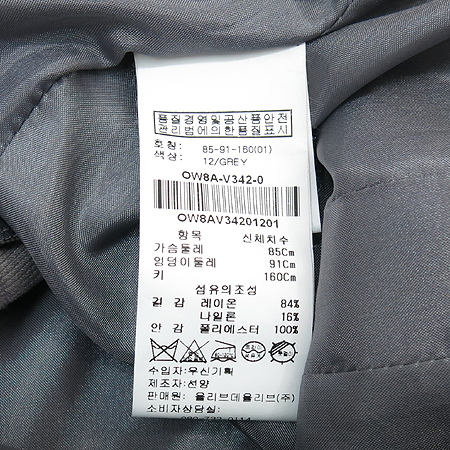 품질경영및공산품안전
관리법에의한품질표시
호칭: 85-91-160(01)
색상: 12/GREY
OW8A-V342-0
OW8AV34201201
항목 신체치수
가슴둘레 85Cm
엉덩이둘레 91Cm
키 160Cm
섬유의조성
겉 감 레이온 84%
나일론 16%
안 감 폴리에스터 100%
수입자:우신기획
제조자:선양
판매원: 올리브데올리브(주)
소비자상담실: